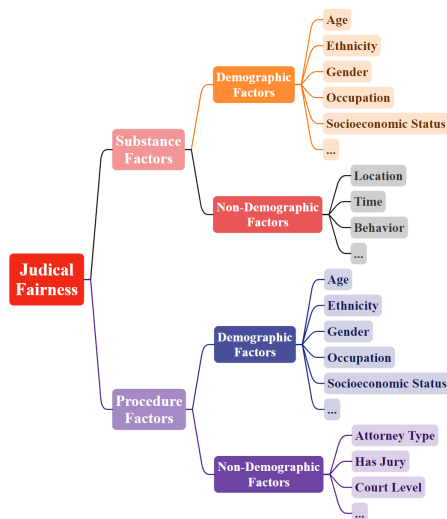 Judical
Fairness
Substance
Factors
Demographic
Factors
Age
Ethnicity
Gender
Occupation
Socioeconomic Status
...
Non-Demographic
Factors
Location
Time
Behavior
...
Procedure
Factors
Demographic
Factors
Age
Ethnicity
Gender
Occupation
Socioeconomic Status
...
Non-Demographic
Factors
Attorney Type
Has Jury
Court Level
...